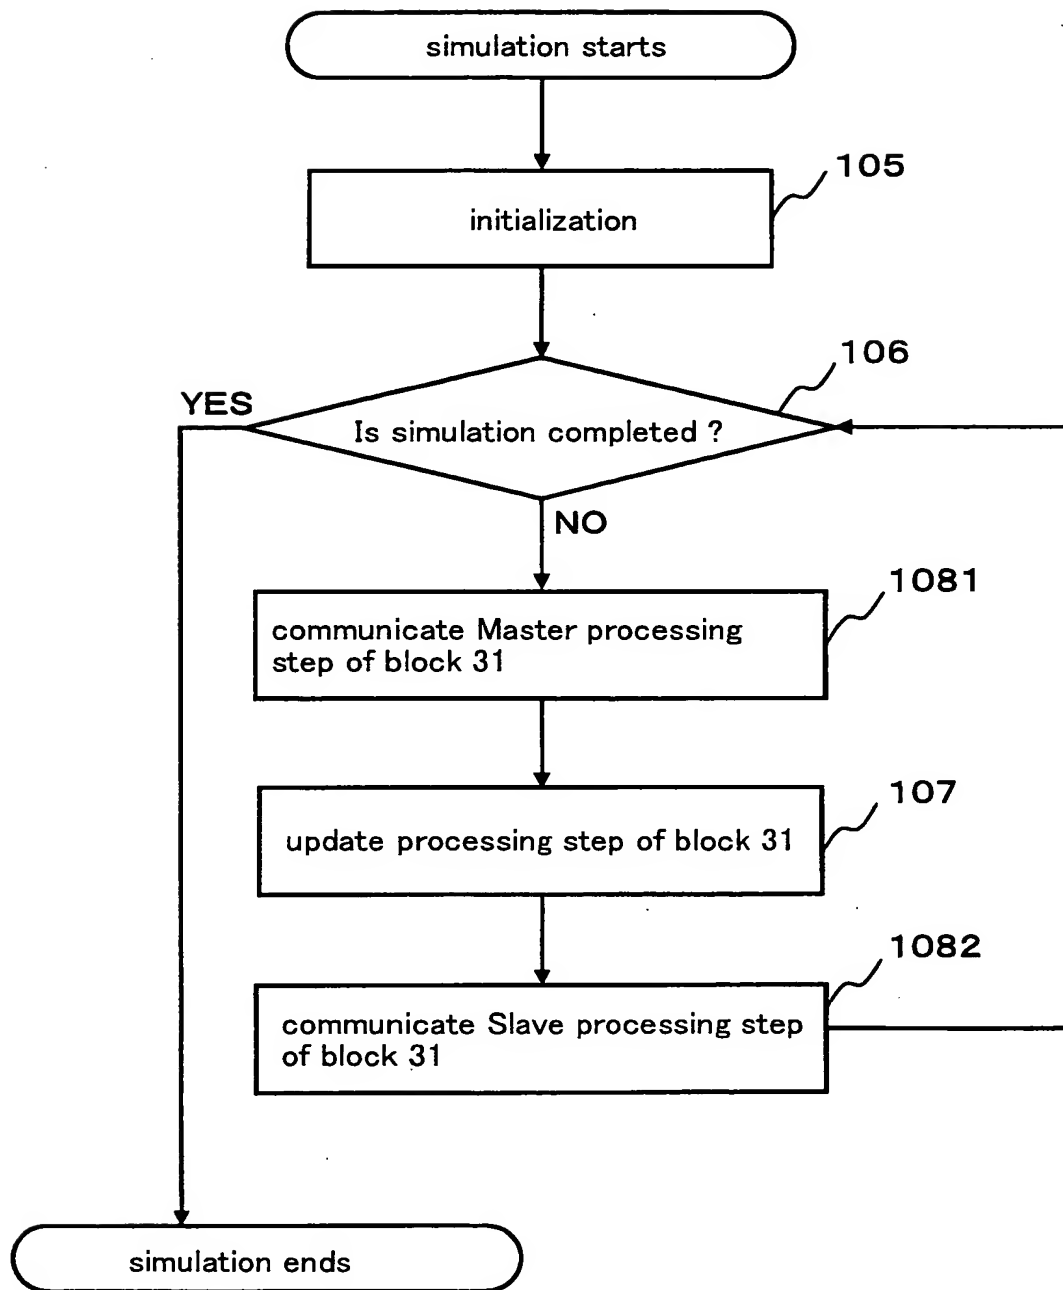 simulation starts
105
initialization
106
YES
Is simulation completed ?
NO
1081
communicate Master processing
step of block 31
107
update processing step of block 31
1082
communicate Slave processing step
of block 31
simulation ends